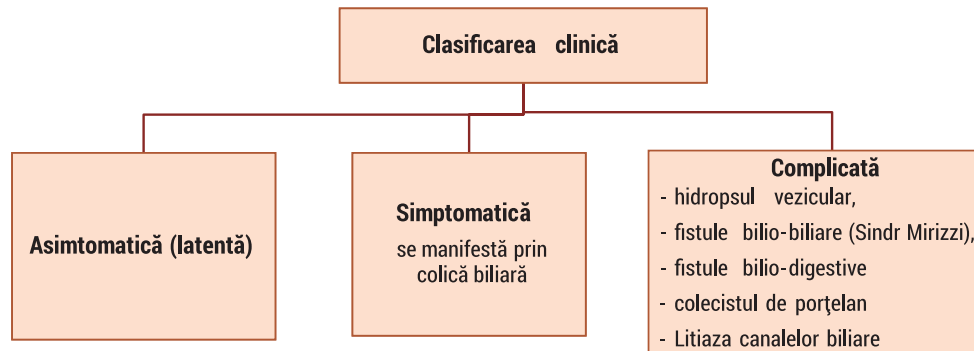 Clasificarea clinică
Asimtomatică (latentă)
Simptomatică
se manifestă prin
colică biliară
Complicată
- hidropsul vezicular,
- fistule bilio-biliare (Sindr Mirizzi),
- fistule bilio-digestive
- colecistul de porţelan
- Litiaza canalelor biliare